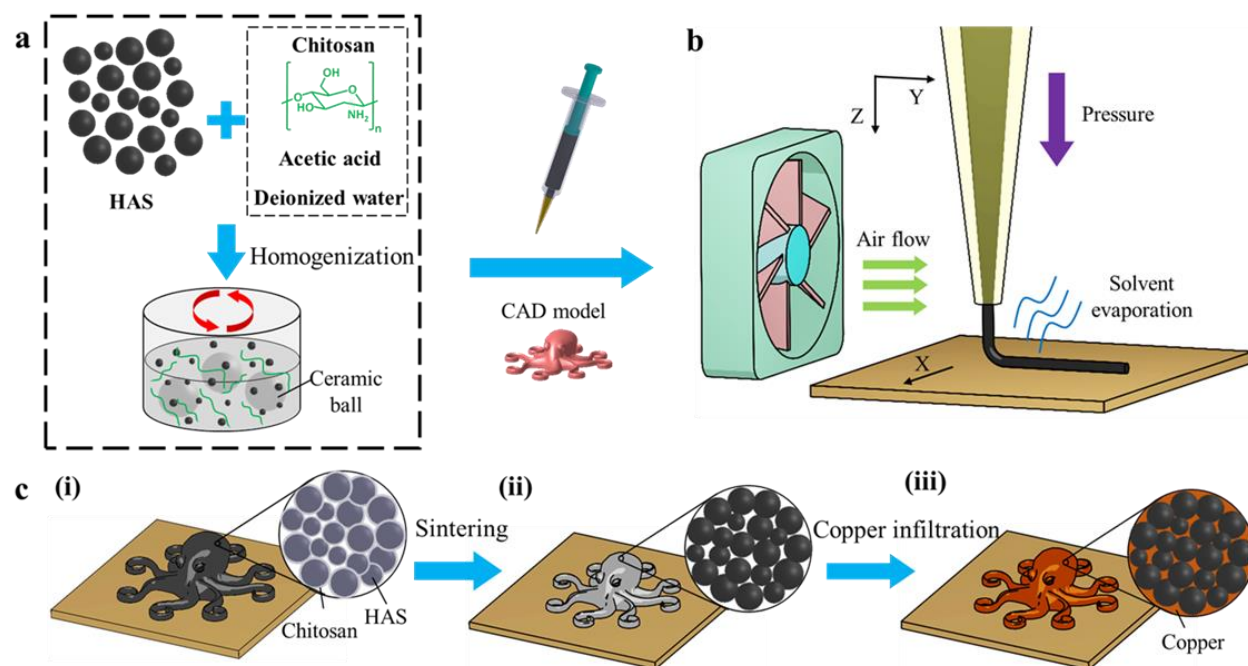 a
HAS
Chitosan
OH
O
O
HO
NH2
n
Acetic acid
Deionized water
Homogenization
Ceramic
ball
CAD model
b
Y
Z
Pressure
Air flow
Solvent
evaporation
X
c
(i)
Chitosan
HAS
Sintering
(ii)
Copper infiltration
(iii)
Copper